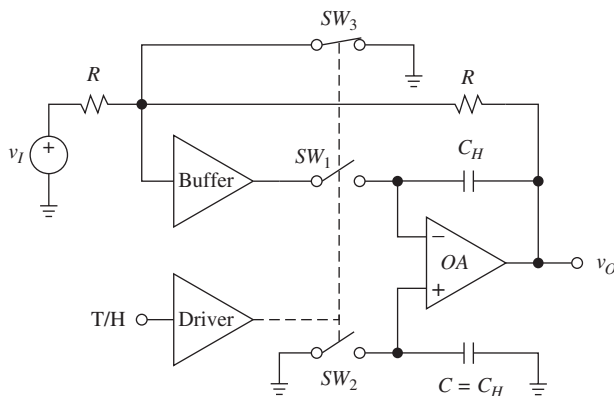 SW3
R
R
vI
+
Buffer
SW1
CH
−
OA
+
vO
T/H
Driver
SW2
C = CH